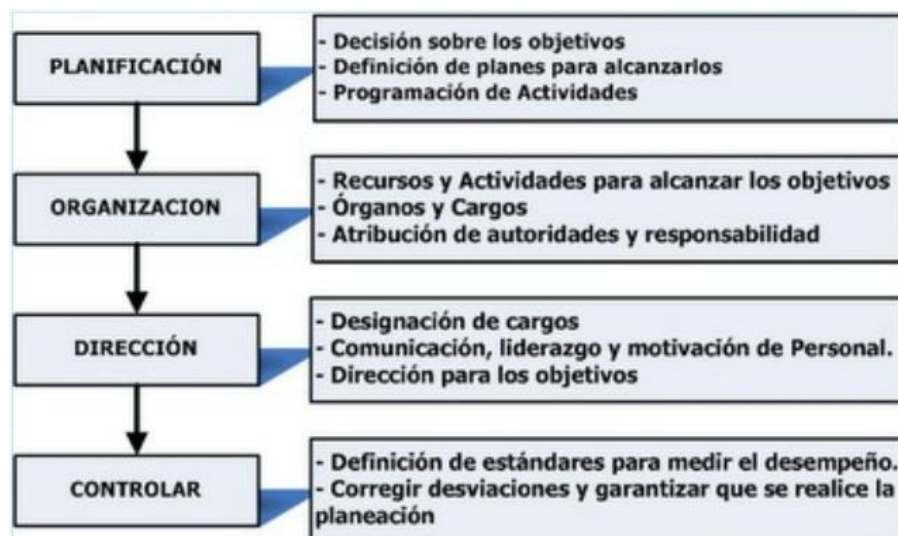 PLANIFICACIÓN
- Decisión sobre los objetivos
- Definición de planes para alcanzarlos
- Programación de Actividades
ORGANIZACION
- Recursos y Actividades para alcanzar los objetivos
- Órganos y Cargos
- Atribución de autoridades y responsabilidad
DIRECCIÓN
- Designación de cargos
- Comunicación, liderazgo y motivación de Personal.
- Dirección para los objetivos
CONTROLAR
- Definición de estándares para medir el desempeño.
- Corregir desviaciones y garantizar que se realice la
planeación